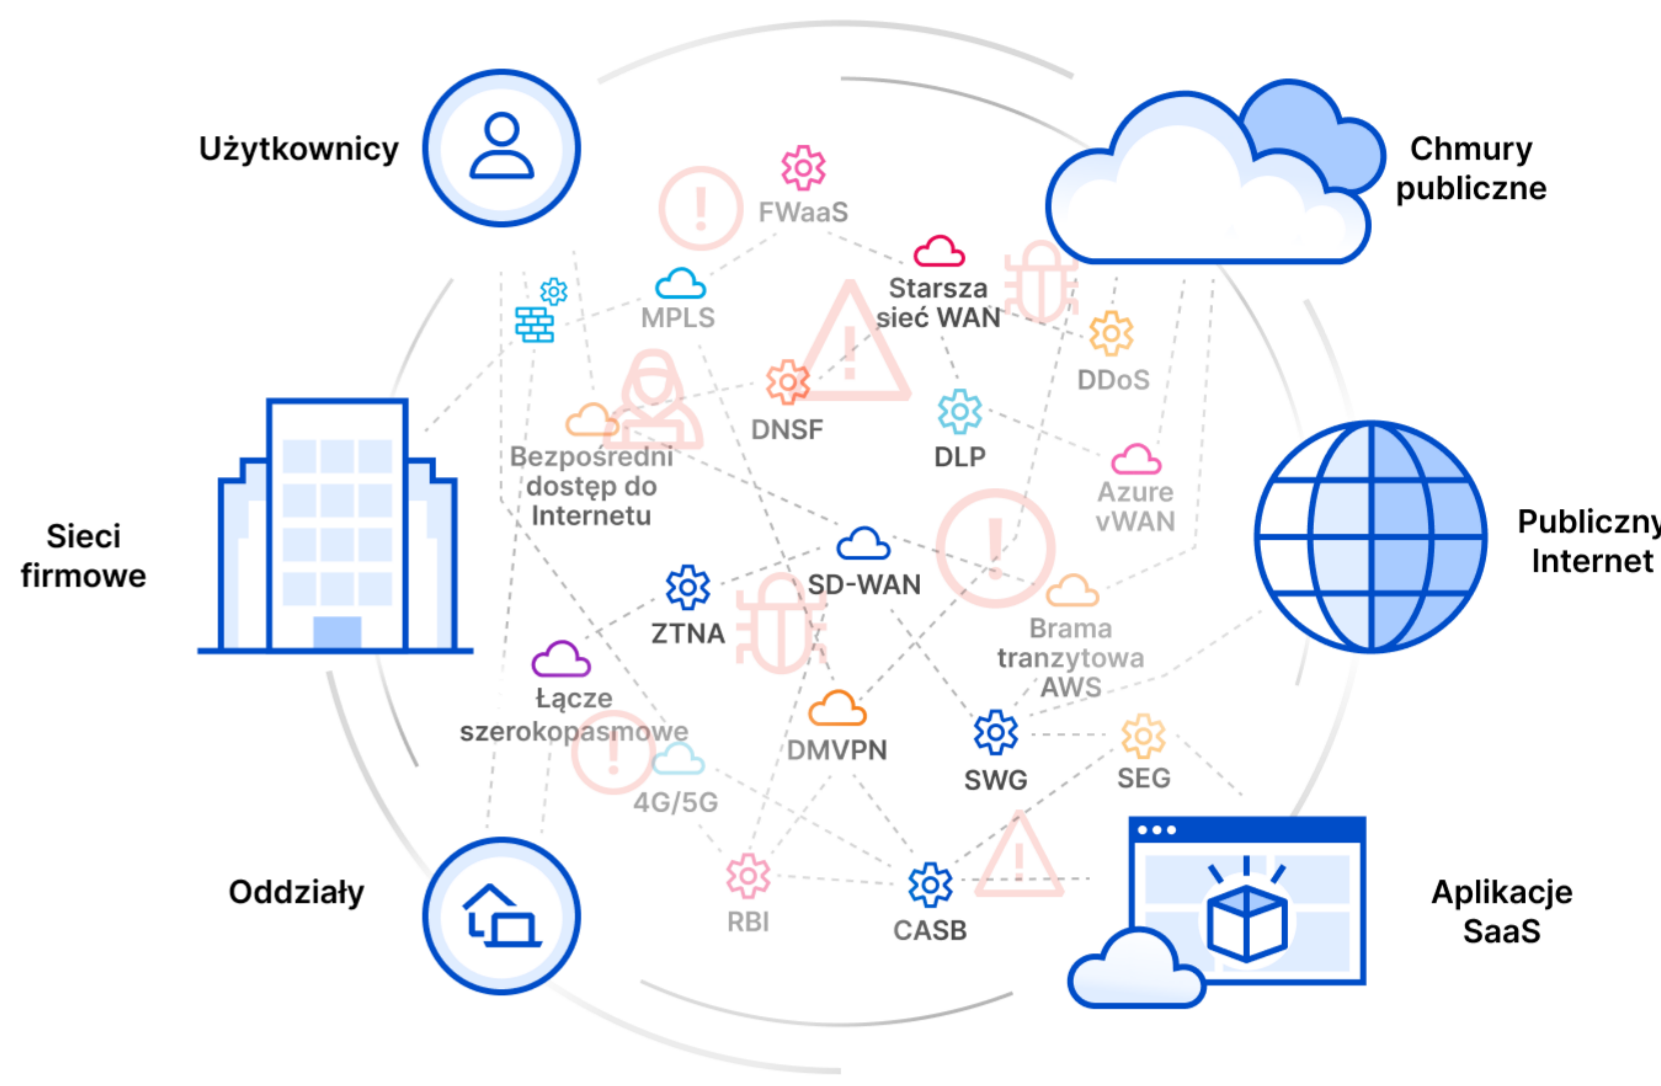 Użytkownicy
Chmury
publiczne
FWaaS
Starsza
sieć WAN
MPLS
DDoS
DNSF
DLP
Bezpośredni
dostęp do
Internetu
Azure
vWAN
Sieci
firmowe
Publiczny
Internet
SD-WAN
ZTNA
Brama
tranzytowa
AWS
Łącze
szerokopasmowe
DMVPN
SWG
SEG
4G/5G
Oddziały
RBI
CASB
Aplikacje
SaaS